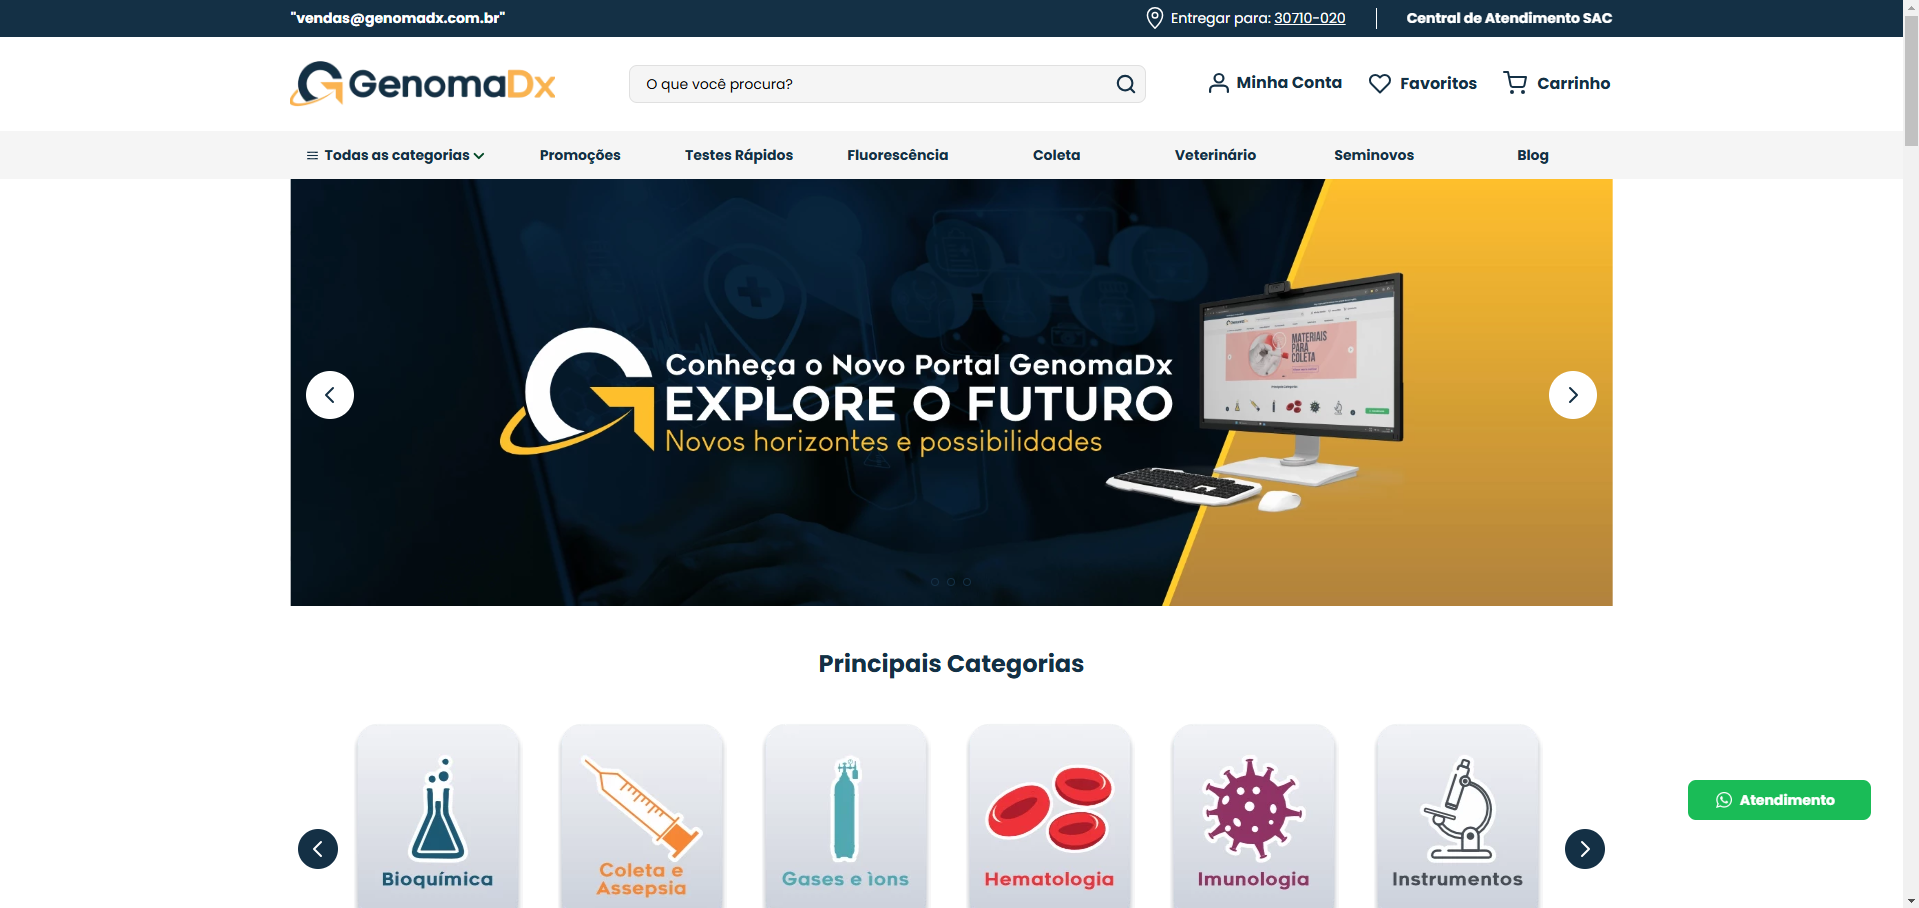 "vendas@genomadx.com.br"
Entregar para: 30710-020
Central de Atendimento SAC
GenomaDx
O que você procura?
Minha Conta
Favoritos
Carrinho
Todas as categorias
Promoções
Testes Rápidos
Fluorescência
Coleta
Veterinário
Seminovos
Blog
Conheça o Novo Portal GenomaDx
EXPLORE O FUTURO
Novos horizontes e possibilidades
MATERIAIS
PARA
COLETA
Principais Categorias
Bioquímica
Coleta e
Assepsia
Gases e ìons
Hematologia
Imunologia
Instrumentos
Atendimento